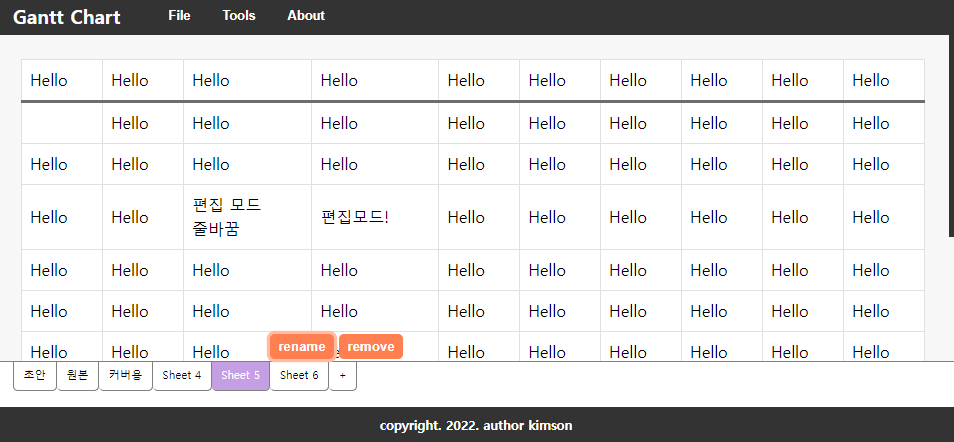 Gantt Chart File Tools About
Hello Hello Hello Hello Hello Hello Hello Hello Hello Hello
Hello Hello Hello Hello Hello Hello Hello Hello Hello
Hello Hello Hello Hello Hello Hello Hello Hello Hello Hello
Hello Hello 편집 모드 편집모드! Hello Hello Hello Hello Hello Hello
줄바꿈
Hello Hello Hello Hello Hello Hello Hello Hello Hello Hello
Hello Hello Hello Hello Hello Hello Hello Hello Hello Hello
Hello Hello Hello rename remove Hello Hello Hello Hello Hello Hello
초안 원본 커버용 Sheet 4 Sheet 5 Sheet 6 +
copyright. 2022. author kimson